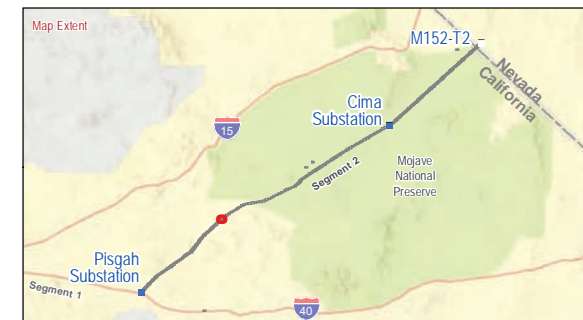 Map Extent
M152-T2
Nevada
California
Cima
Substation
15
Mojave
National
Preserve
Segment 2
Pisgah
Substation
Segment 1
40